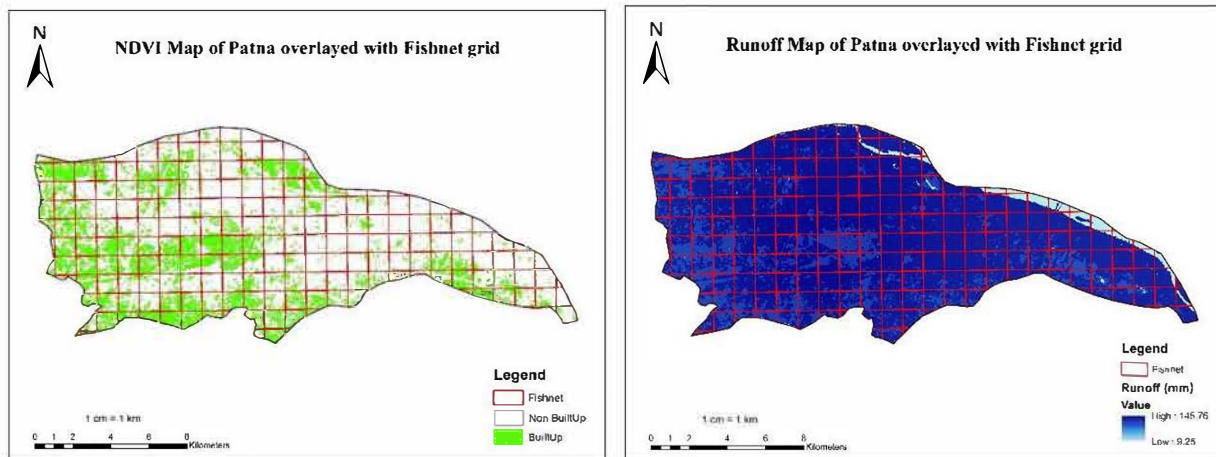 N
NDVI Map of Patna overlayed with Fishnet grid
Legend
Fishnet
Non BuiltUp
BuiltUp
1 cm = 1 km
0 1 2 4 6 8
Kilometers
N
Runoff Map of Patna overlayed with Fishnet grid
Legend
Fishnet
Runoff (mm)
Value
High : 145.76
Low : 9.25
1 cm = 1 km
0 1 2 4 6 8
Kilometers